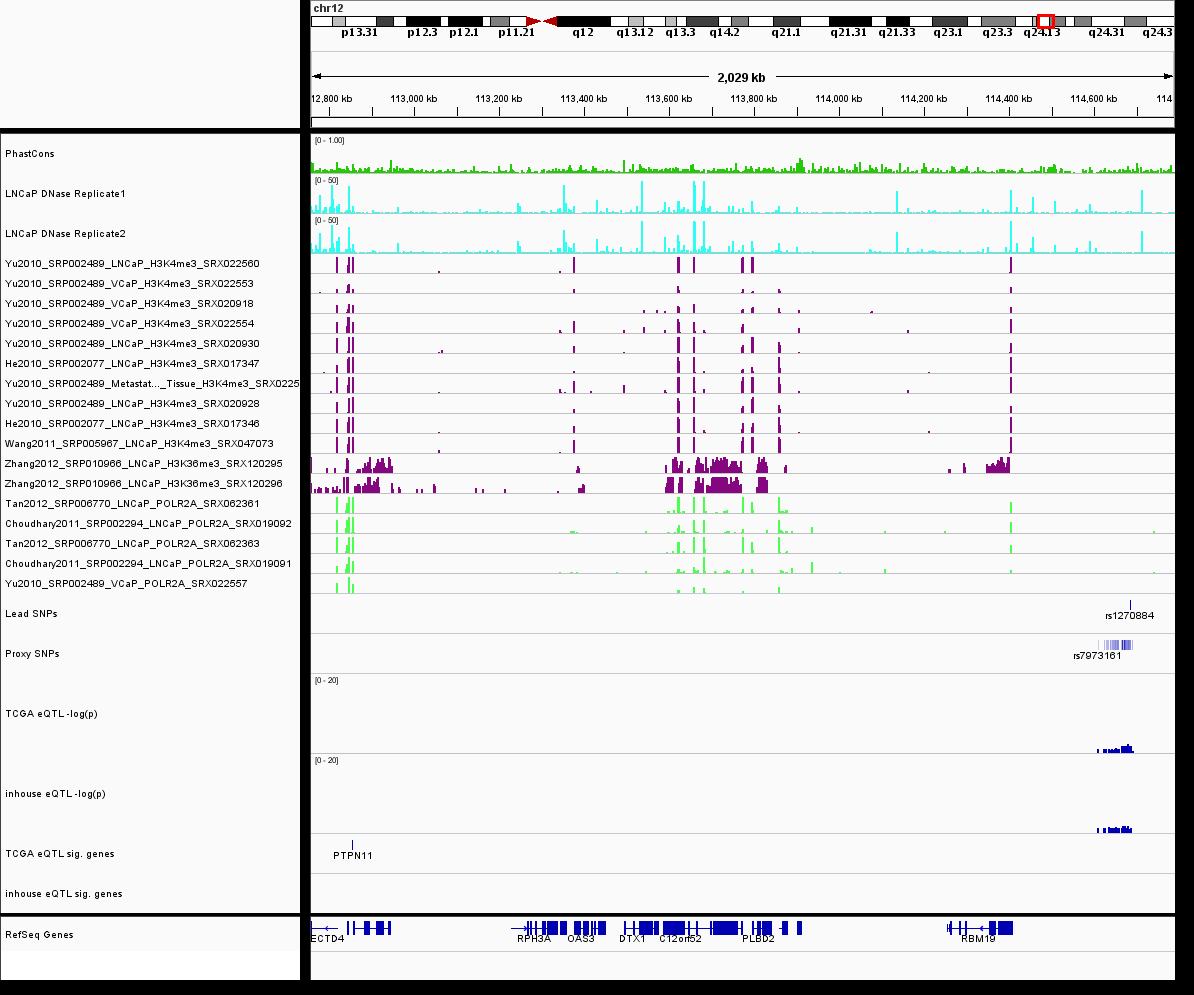 chr12
p13.31 p12.3 p12.1 p11.21 q12 q13.12 q13.3 q14.2 q21.1 q21.31 q21.33 q23.1 q23.3 q24.13 q24.31 q24.3
2,029 kb
12,800 kb 113,000 kb 113,200 kb 113,400 kb 113,600 kb 113,800 kb 114,000 kb 114,200 kb 114,400 kb 114,600 kb 114
[0 - 1.00]
PhastCons
[0 - 50]
LNCaP DNase Replicate1
[0 - 50]
LNCaP DNase Replicate2
Yu2010_SRP002489_LNCaP_H3K4me3_SRX022560
Yu2010_SRP002489_VCaP_H3K4me3_SRX022553
Yu2010_SRP002489_VCaP_H3K4me3_SRX020918
Yu2010_SRP002489_VCaP_H3K4me3_SRX022554
Yu2010_SRP002489_LNCaP_H3K4me3_SRX020930
He2010_SRP002077_LNCaP_H3K4me3_SRX017347
Yu2010_SRP002489_Metastat..._Tissue_H3K4me3_SRX0225
Yu2010_SRP002489_LNCaP_H3K4me3_SRX020928
He2010_SRP002077_LNCaP_H3K4me3_SRX017346
Wang2011_SRP005967_LNCaP_H3K4me3_SRX047073
Zhang2012_SRP010966_LNCaP_H3K36me3_SRX120295
Zhang2012_SRP010966_LNCaP_H3K36me3_SRX120296
Tan2012_SRP006770_LNCaP_POLR2A_SRX062361
Choudhary2011_SRP002294_LNCaP_POLR2A_SRX019092
Tan2012_SRP006770_LNCaP_POLR2A_SRX062363
Choudhary2011_SRP002294_LNCaP_POLR2A_SRX019091
Yu2010_SRP002489_VCaP_POLR2A_SRX022557
Lead SNPs
rs1270884
Proxy SNPs
rs7973161
[0 - 20]
TCGA eQTL -log(p)
[0 - 20]
inhouse eQTL -log(p)
TCGA eQTL sig. genes
PTPN11
inhouse eQTL sig. genes
RefSeq Genes
ECTD4 RPH3A OAS3 DTX1 C12orf52 PLBD2 RBM19